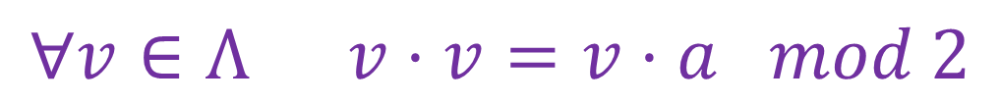 ∀v ∈ Λ v · v = v · a mod 2